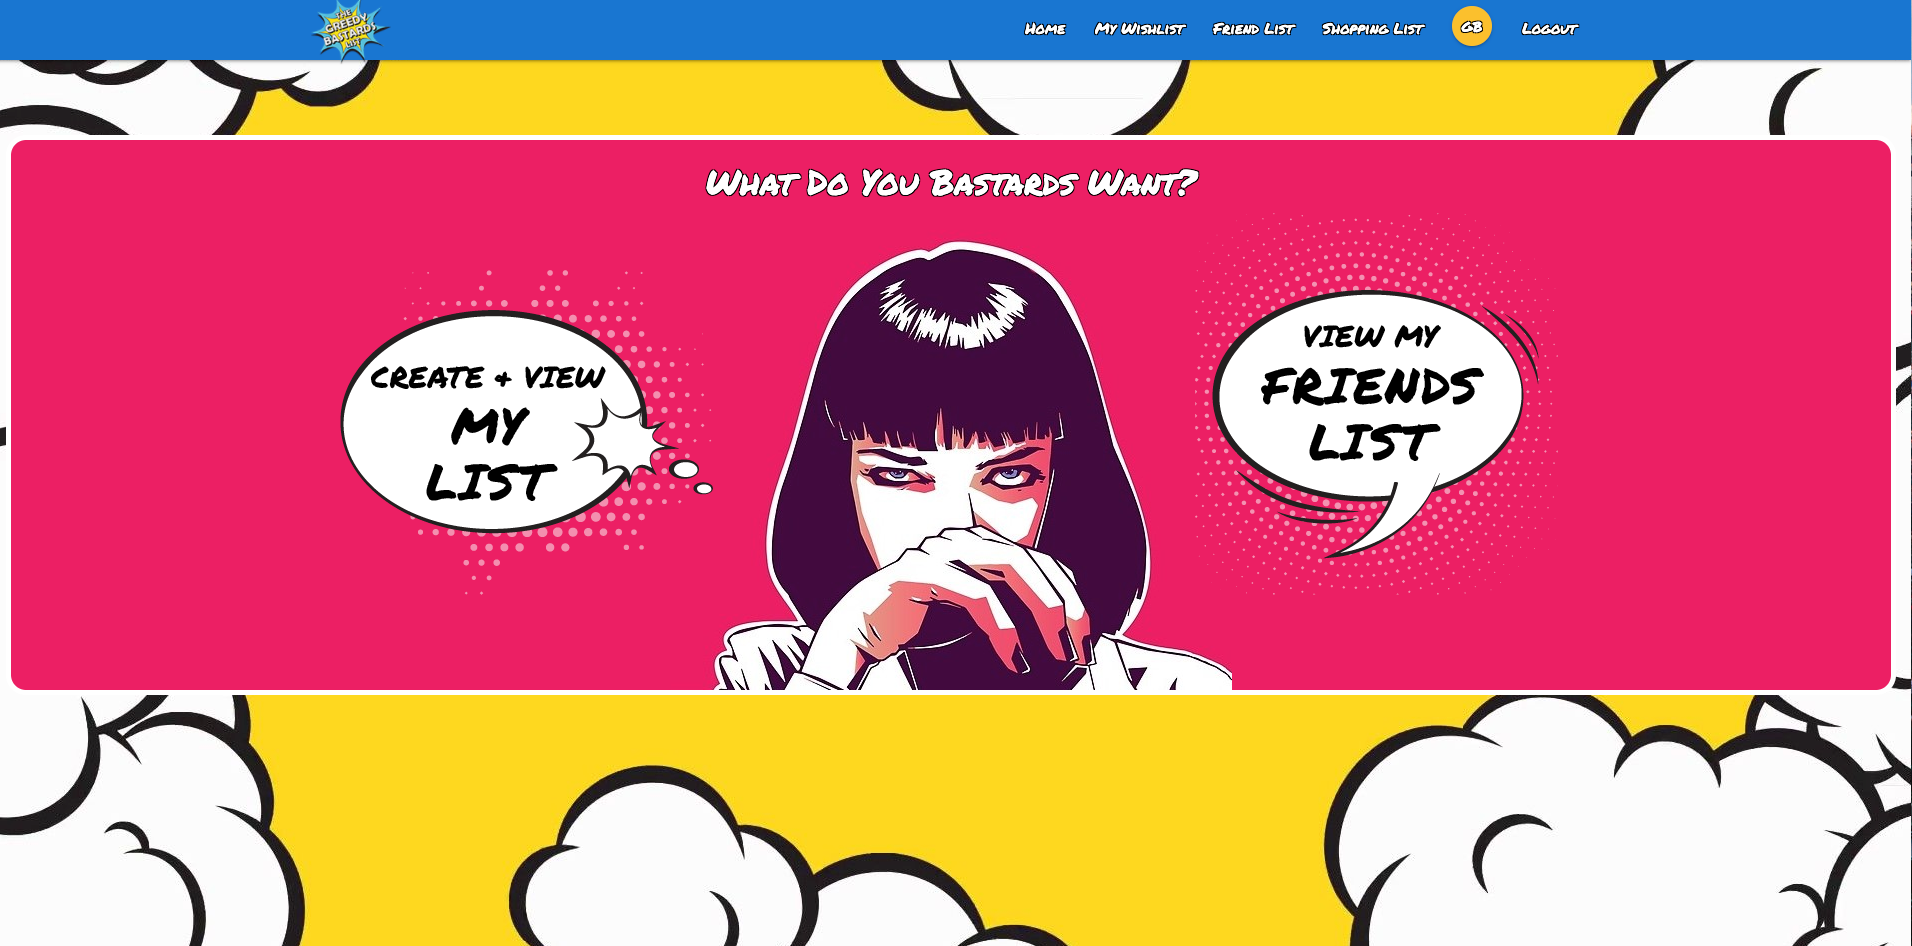 THE
GREEDY
BASTARDS
LIST
Home My Wishlist Friend List Shopping List GB Logout
What Do You Bastards Want?
CREATE & VIEW
MY
LIST
VIEW MY
FRIENDS
LIST